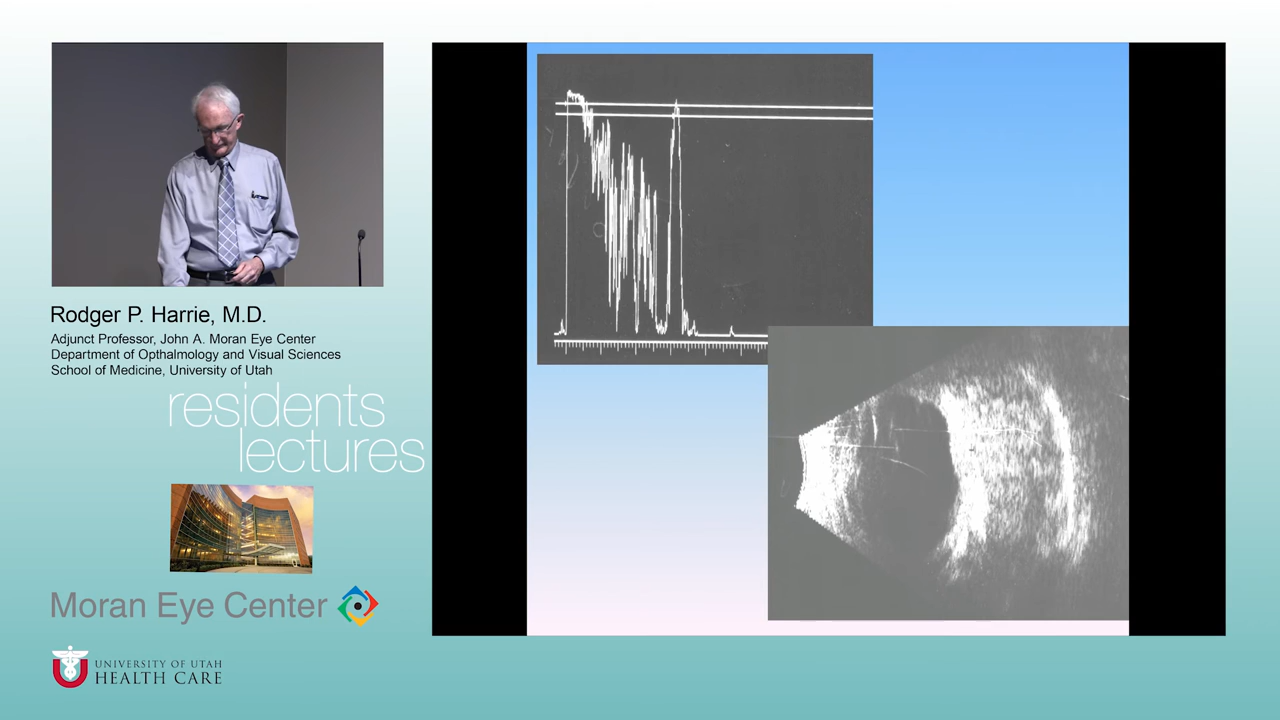 Rodger P. Harrie, M.D.
Adjunct Professor, John A. Moran Eye Center
Department of Opthalmology and Visual Sciences
School of Medicine, University of Utah
residents
lectures
Moran Eye Center
UNIVERSITY OF UTAH
HEALTH CARE